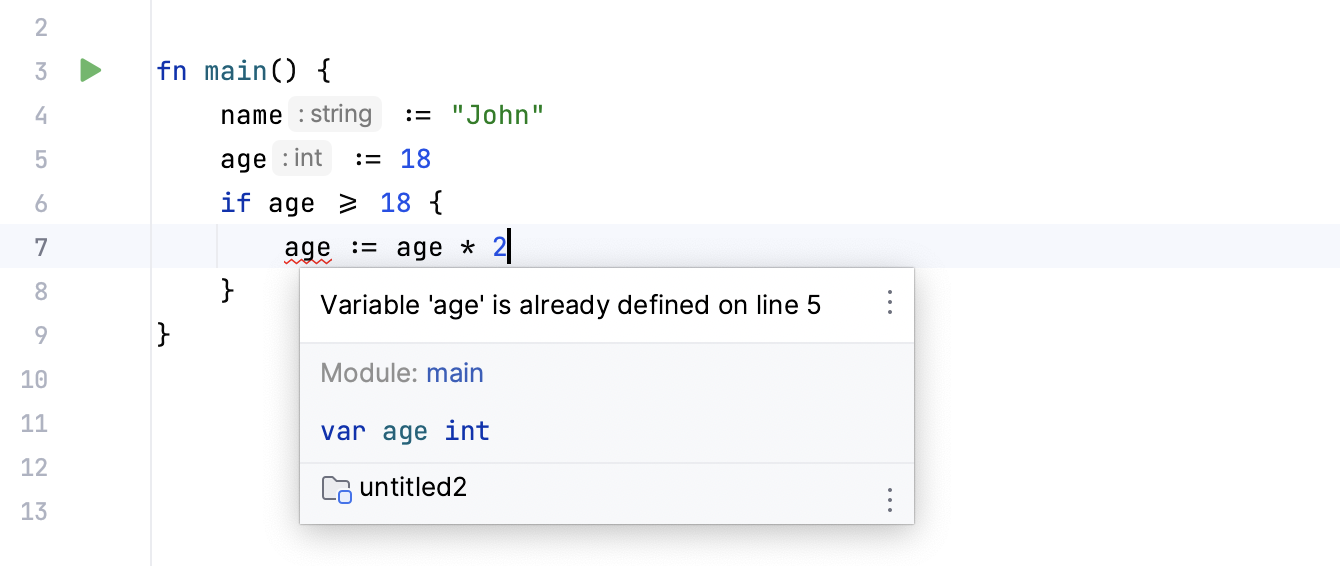 2
3 fn main() {
4 name : string := "John"
5 age : int := 18
6 if age >= 18 {
7 age := age * 2
8 }
9 }
10
11
12
13
Variable 'age' is already defined on line 5
Module: main
var age int
untitled2